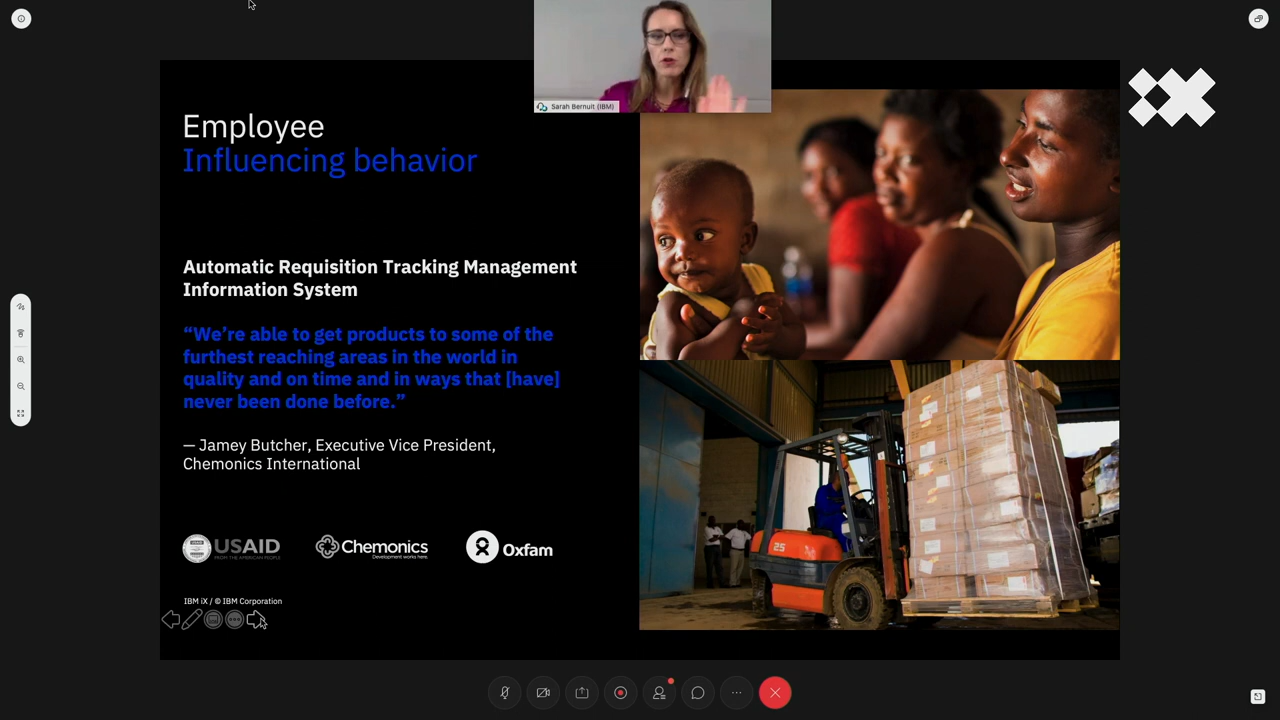 Sarah Bernuit (IBM)
Employee
Influencing behavior
Automatic Requisition Tracking Management
Information System
“We’re able to get products to some of the
furthest reaching areas in the world in
quality and on time and in ways that [have]
never been done before.”
— Jamey Butcher, Executive Vice President,
Chemonics International
USAID
FROM THE AMERICAN PEOPLE
Chemonics
Development works here.
Oxfam
IBM iX / © IBM Corporation
25